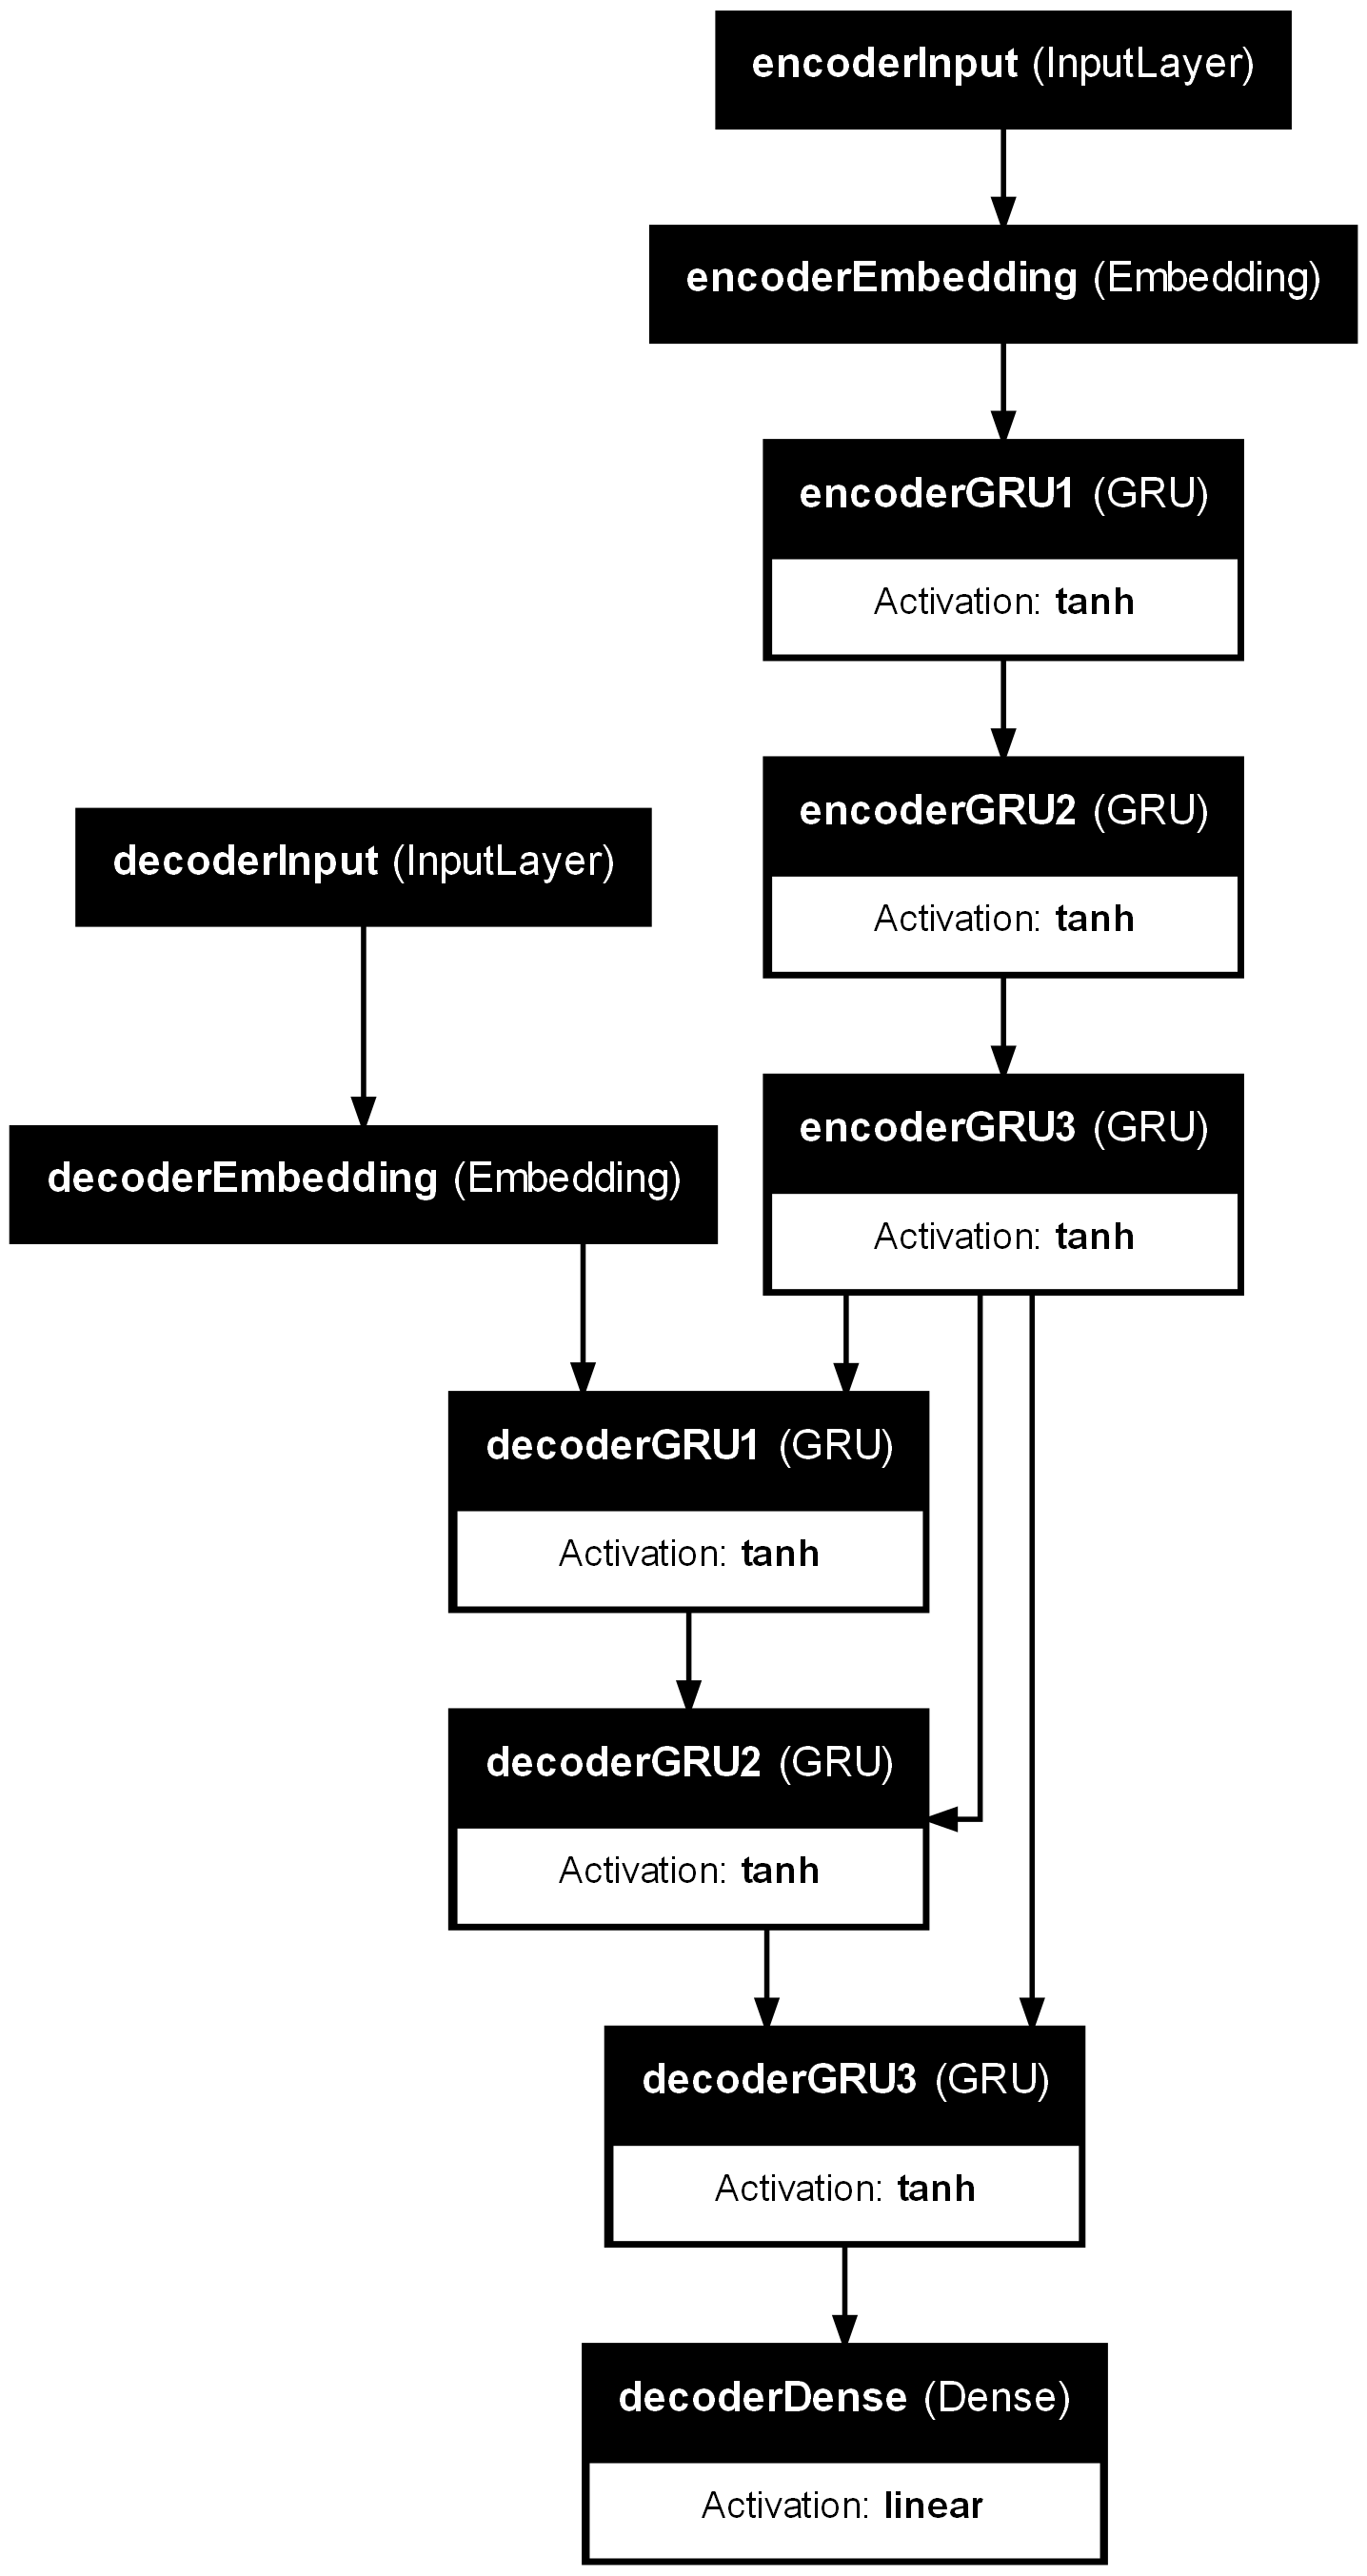 encoderInput (InputLayer)
encoderEmbedding (Embedding)
encoderGRU1 (GRU)
Activation: tanh
encoderGRU2 (GRU)
Activation: tanh
decoderInput (InputLayer)
encoderGRU3 (GRU)
Activation: tanh
decoderEmbedding (Embedding)
decoderGRU1 (GRU)
Activation: tanh
decoderGRU2 (GRU)
Activation: tanh
decoderGRU3 (GRU)
Activation: tanh
decoderDense (Dense)
Activation: linear